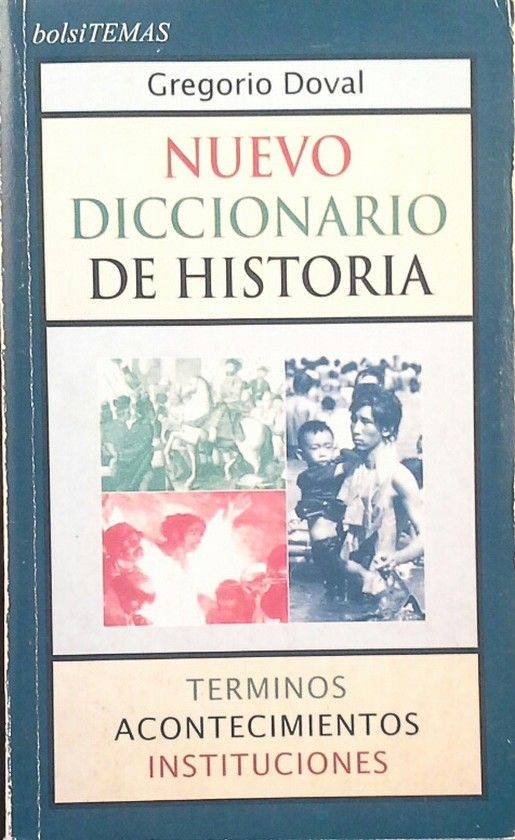 bolsiTEMAS
Gregorio Doval
NUEVO
DICCIONARIO
DE HISTORIA
TERMINOS
ACONTECIMIENTOS
INSTITUCIONES